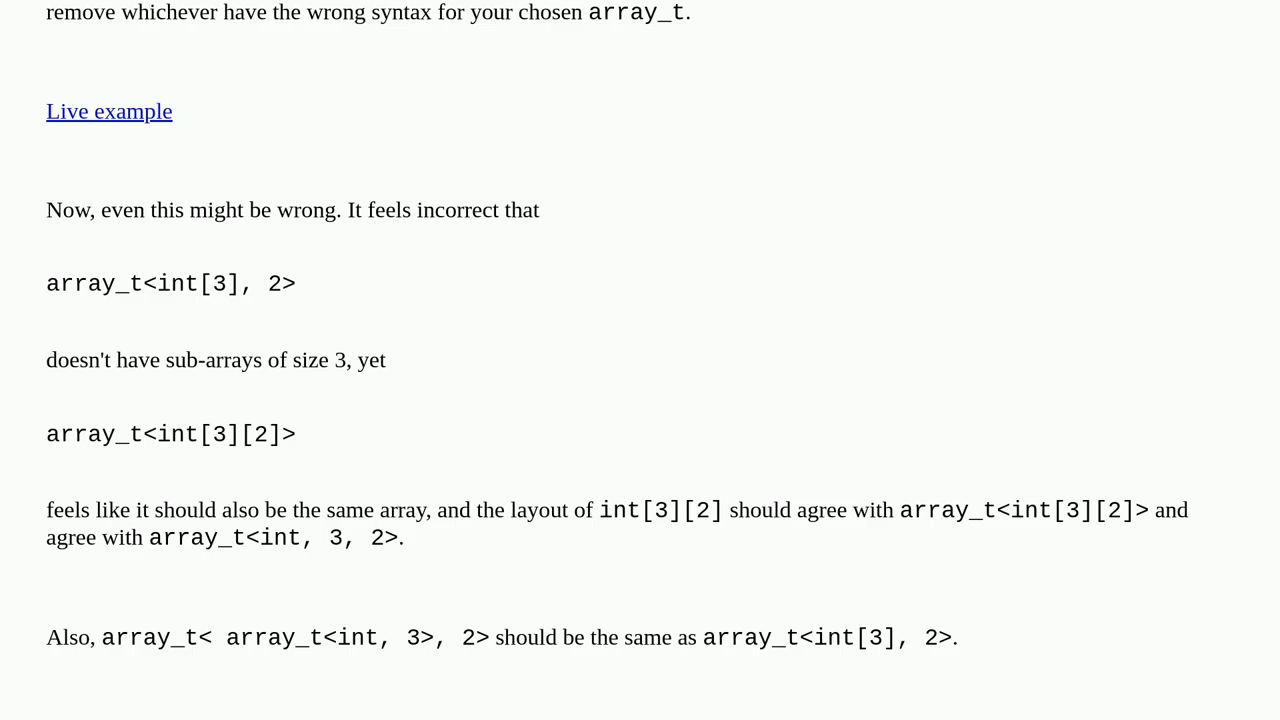 remove whichever have the wrong syntax for your chosen array_t.
Live example
Now, even this might be wrong. It feels incorrect that
array_t<int[3], 2>
doesn't have sub-arrays of size 3, yet
array_t<int[3][2]>
feels like it should also be the same array, and the layout of int[3][2] should agree with array_t<int[3][2]> and
agree with array_t<int, 3, 2>.
Also, array_t< array_t<int, 3>, 2> should be the same as array_t<int[3], 2>.